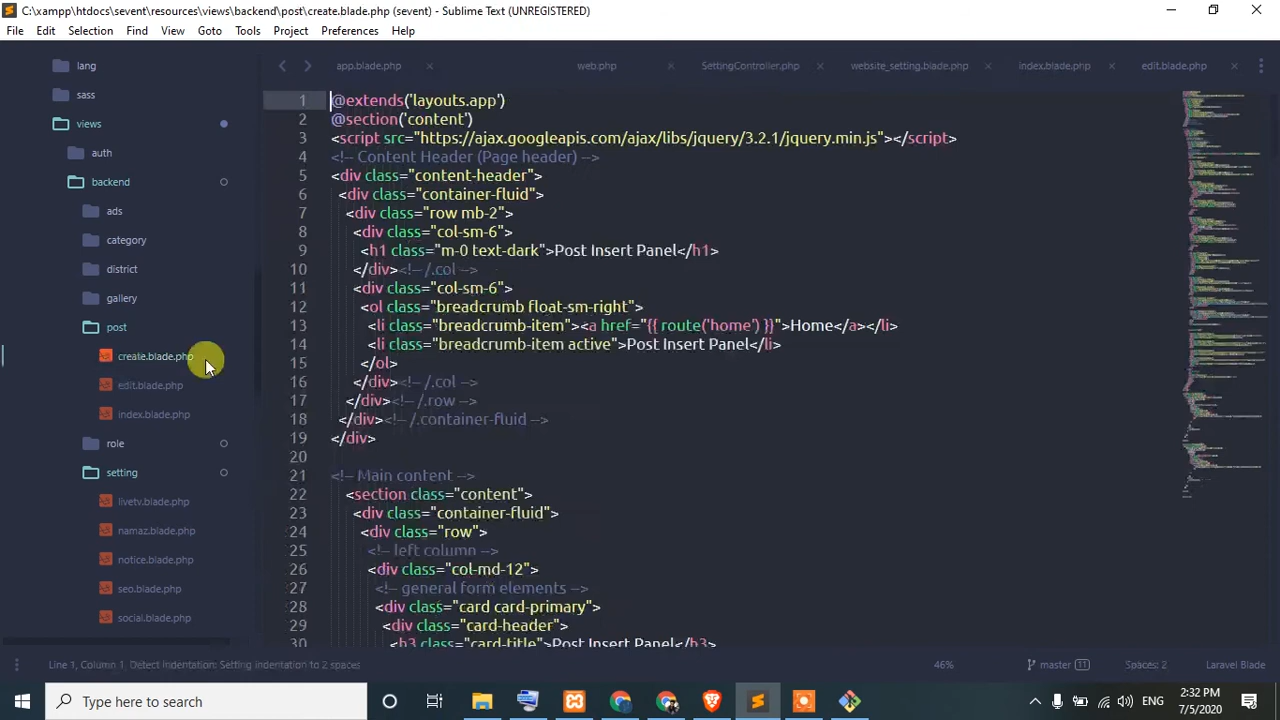 C:\xampp\htdocs\sevent\resources\views\backend\post\create.blade.php (sevent) - Sublime Text (UNREGISTERED)
File Edit Selection Find View Goto Tools Project Preferences Help
lang
sass
views
auth
backend
ads
category
district
gallery
post
create.blade.php
edit.blade.php
index.blade.php
role
setting
livetv.blade.php
namaz.blade.php
notice.blade.php
seo.blade.php
social.blade.php
app.blade.php web.php SettingController.php website_setting.blade.php index.blade.php edit.blade.php
1 @extends('layouts.app')
2 @section('content')
3 <script src="https://ajax.googleapis.com/ajax/libs/jquery/3.2.1/jquery.min.js"></script>
4 <!-- Content Header (Page header) -->
5 <div class="content-header">
6 <div class="container-fluid">
7 <div class="row mb-2">
8 <div class="col-sm-6">
9 <h1 class="m-0 text-dark">Post Insert Panel</h1>
10 </div><!-- /.col -->
11 <div class="col-sm-6">
12 <ol class="breadcrumb float-sm-right">
13 <li class="breadcrumb-item"><a href="{{ route('home') }}">Home</a></li>
14 <li class="breadcrumb-item active">Post Insert Panel</li>
15 </ol>
16 </div><!-- /.col -->
17 </div><!-- /.row -->
18 </div><!-- /.container-fluid -->
19 </div>
20
21 <!-- Main content -->
22 <section class="content">
23 <div class="container-fluid">
24 <div class="row">
25 <!-- left column -->
26 <div class="col-md-12">
27 <!-- general form elements -->
28 <div class="card card-primary">
29 <div class="card-header">
30 <h3 class="card-title">Post Insert Panel</h3>
Line 1, Column 1, Detect Indentation: Setting indentation to 2 spaces 46% master 11 Spaces: 2 Laravel Blade
Type here to search
ENG
2:32 PM
7/5/2020